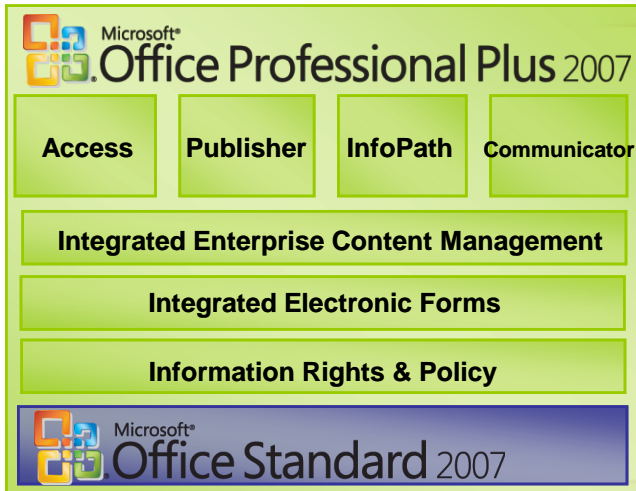 Microsoft®
Office Professional Plus 2007
Access Publisher InfoPath Communicator
Integrated Enterprise Content Management
Integrated Electronic Forms
Information Rights & Policy
Microsoft®
Office Standard 2007